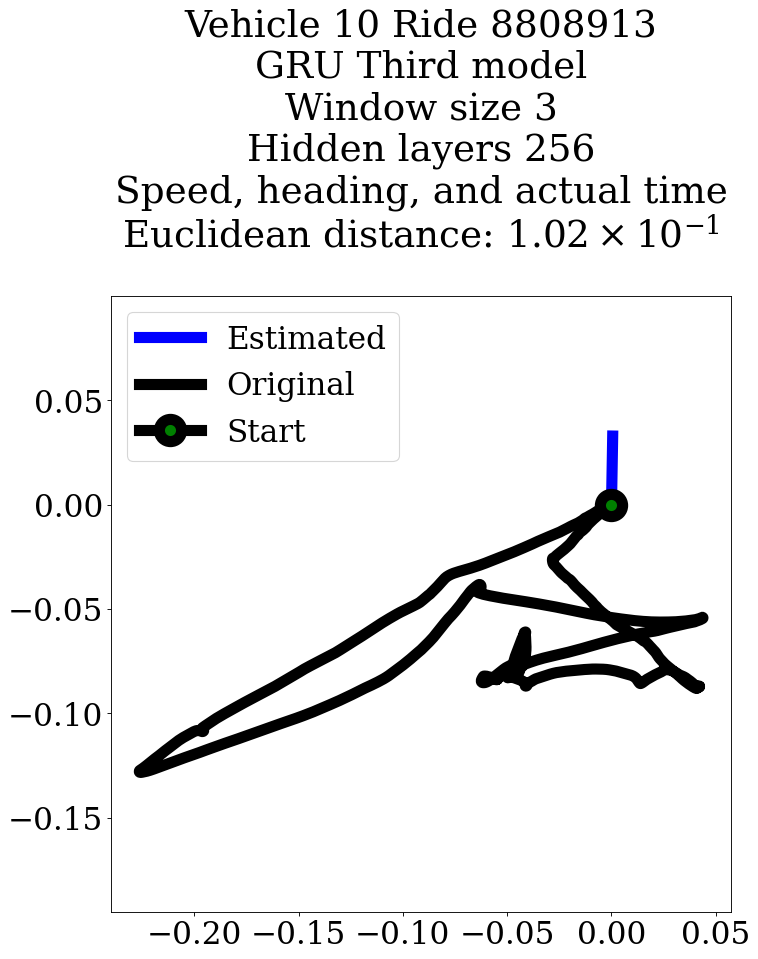 Vehicle 10 Ride 8808913
GRU Third model
Window size 3
Hidden layers 256
Speed, heading, and actual time
Euclidean distance: 1.02 × 10⁻¹
Estimated
Original
Start
0.05
0.00
−0.05
−0.10
−0.15
−0.20 −0.15 −0.10 −0.05 0.00 0.05